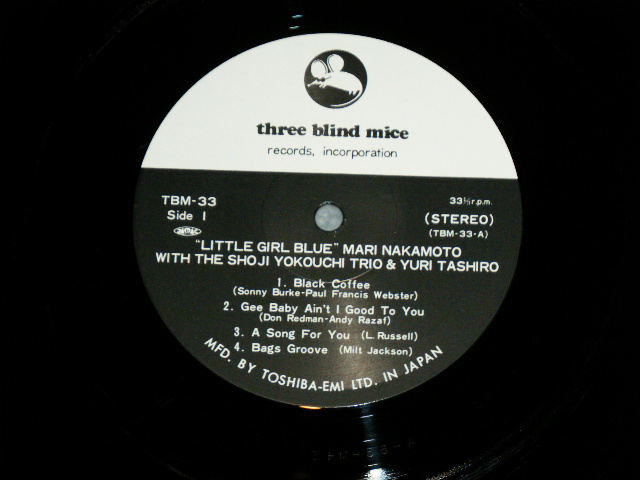 three blind mice
records, incorporation
TBM-33
33⅓r.p.m.
Side 1
(STEREO)
(TBM-33-A)
"LITTLE GIRL BLUE" MARI NAKAMOTO
WITH THE SHOJI YOKOUCHI TRIO & YURI TASHIRO
1. Black Coffee
(Sonny Burke-Paul Francis Webster)
2. Gee Baby Ain't I Good To You
(Don Redman-Andy Razaf)
3. A Song For You (L. Russell)
4. Bags Groove (Milt Jackson)
MFD. BY TOSHIBA-EMI LTD. IN JAPAN